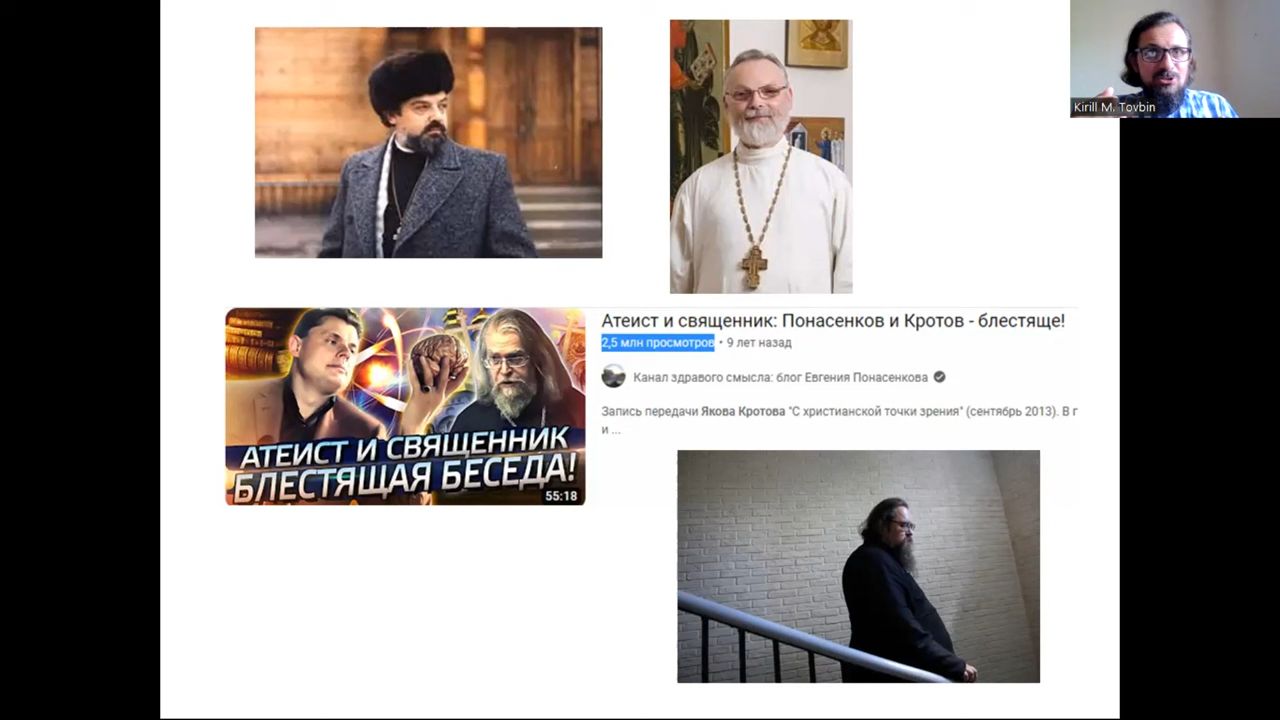 Kirill M. Tovbin
Атеист и священник: Понасенков и Кротов - блестяще!
2,5 млн просмотров • 9 лет назад
Канал здравого смысла: блог Евгения Понасенкова
Запись передачи Якова Кротова "С христианской точки зрения" (сентябрь 2013). В г
и ...
АТЕИСТ И СВЯЩЕННИК
БЛЕСТЯЩАЯ БЕСЕДА!
55:18